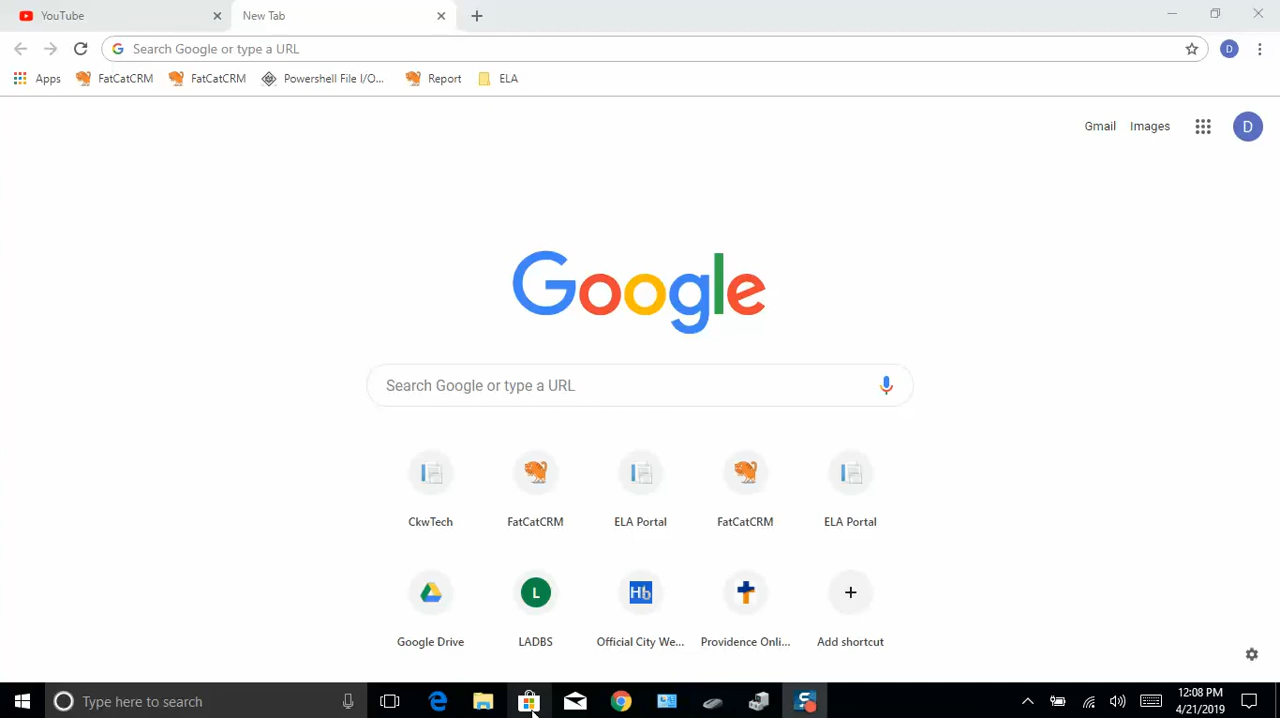 YouTube
New Tab
Search Google or type a URL
D
Apps
FatCatCRM
FatCatCRM
Powershell File I/O...
Report
ELA
Gmail
Images
D
Google
Search Google or type a URL
CkwTech
FatCatCRM
ELA Portal
FatCatCRM
ELA Portal
L
Hb
Google Drive
LADBS
Official City We...
Providence Onli...
Add shortcut
Type here to search
12:08 PM
4/21/2019